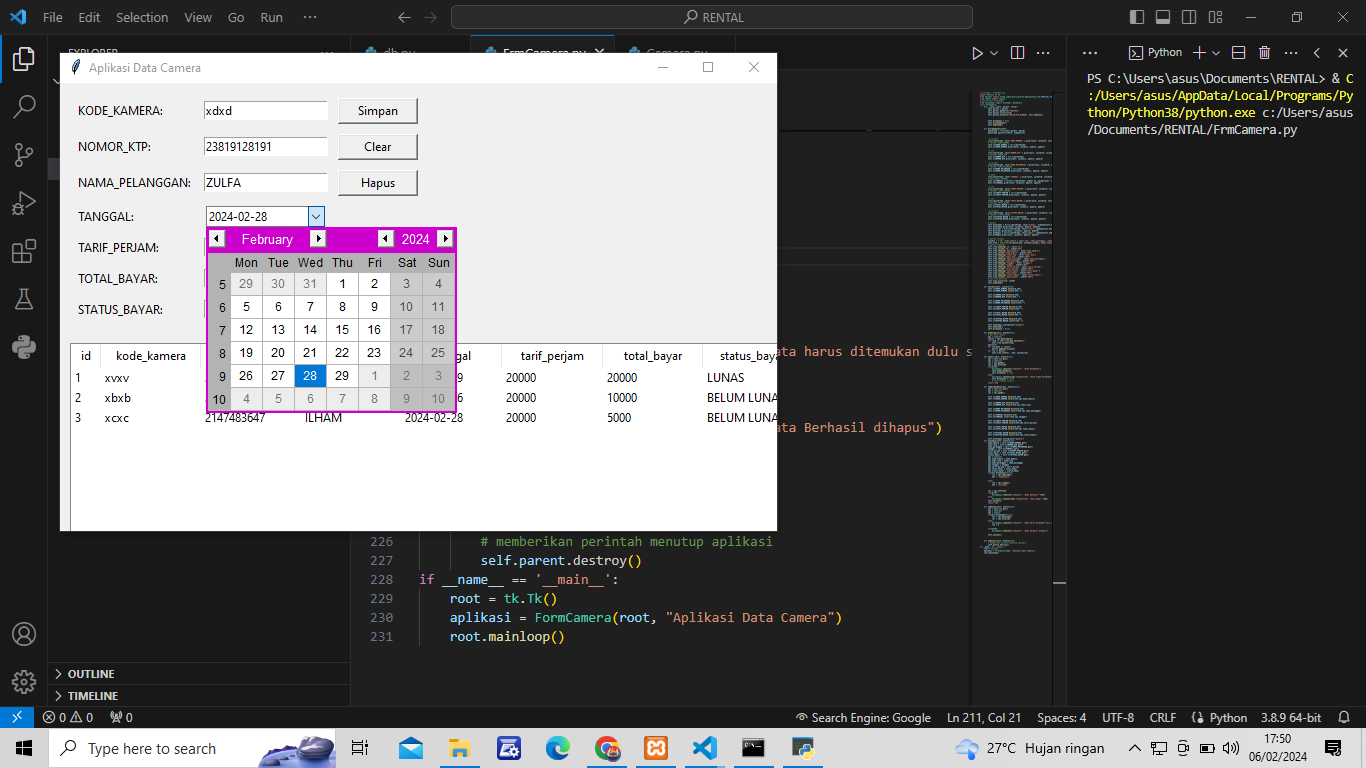 File Edit Selection View Go Run ··· RENTAL
EXPLORER
db.py FrmCamera.py Camera.py
Python
Aplikasi Data Camera
KODE_KAMERA: xdxd Simpan
NOMOR_KTP: 23819128191 Clear
NAMA_PELANGGAN: ZULFA Hapus
TANGGAL: 2024-02-28
TARIF_PERJAM:
TOTAL_BAYAR:
STATUS_BAYAR:
February 2024
Mon Tue Wed Thu Fri Sat Sun
5 29 30 31 1 2 3 4
6 5 6 7 8 9 10 11
7 12 13 14 15 16 17 18
8 19 20 21 22 23 24 25
9 26 27 28 29 1 2 3
10 4 5 6 7 8 9 10
id kode_kamera gal tarif_perjam total_bayar status_baya
1 xvxv 9 20000 20000 LUNAS
2 xbxb 6 20000 10000 BELUM LUNA
3 xcxc 2147483647 ILHAM 2024-02-28 20000 5000 BELUM LUNA
ata harus ditemukan dulu s
ata Berhasil dihapus")
226 # memberikan perintah menutup aplikasi
227 self.parent.destroy()
228 if __name__ == '__main__':
229 root = tk.Tk()
230 aplikasi = FormCamera(root, "Aplikasi Data Camera")
231 root.mainloop()
PS C:\Users\asus\Documents\RENTAL> & C
:/Users/asus/AppData/Local/Programs/Py
thon/Python38/python.exe c:/Users/asus
/Documents/RENTAL/FrmCamera.py
OUTLINE
TIMELINE
0 0 0 Search Engine: Google Ln 211, Col 21 Spaces: 4 UTF-8 CRLF Python 3.8.9 64-bit
Type here to search 27°C Hujan ringan 17:50
06/02/2024